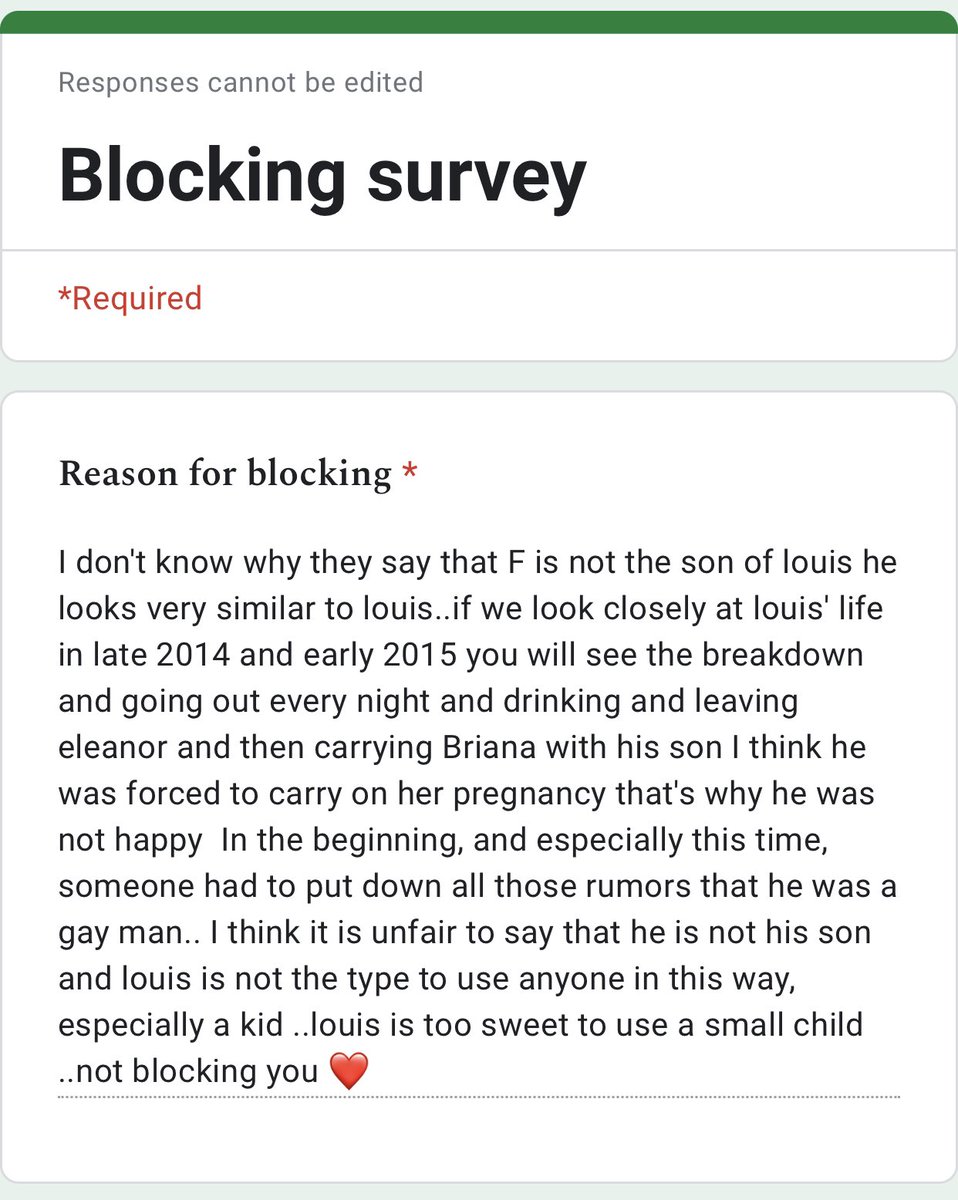 Responses cannot be edited
Blocking survey
*Required
Reason for blocking *
I don't know why they say that F is not the son of louis he
looks very similar to louis..if we look closely at louis' life
in late 2014 and early 2015 you will see the breakdown
and going out every night and drinking and leaving
eleanor and then carrying Briana with his son I think he
was forced to carry on her pregnancy that's why he was
not happy  In the beginning, and especially this time,
someone had to put down all those rumors that he was a
gay man.. I think it is unfair to say that he is not his son
and louis is not the type to use anyone in this way,
especially a kid ..louis is too sweet to use a small child
..not blocking you ❤️